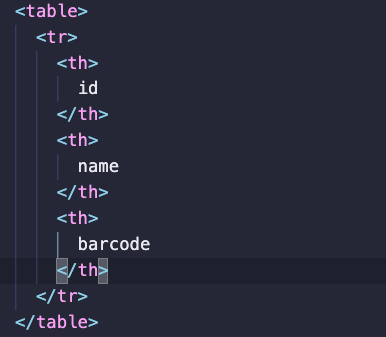 <table>
<tr>
<th>
id
</th>
<th>
name
</th>
<th>
barcode
</th>
</tr>
</table>